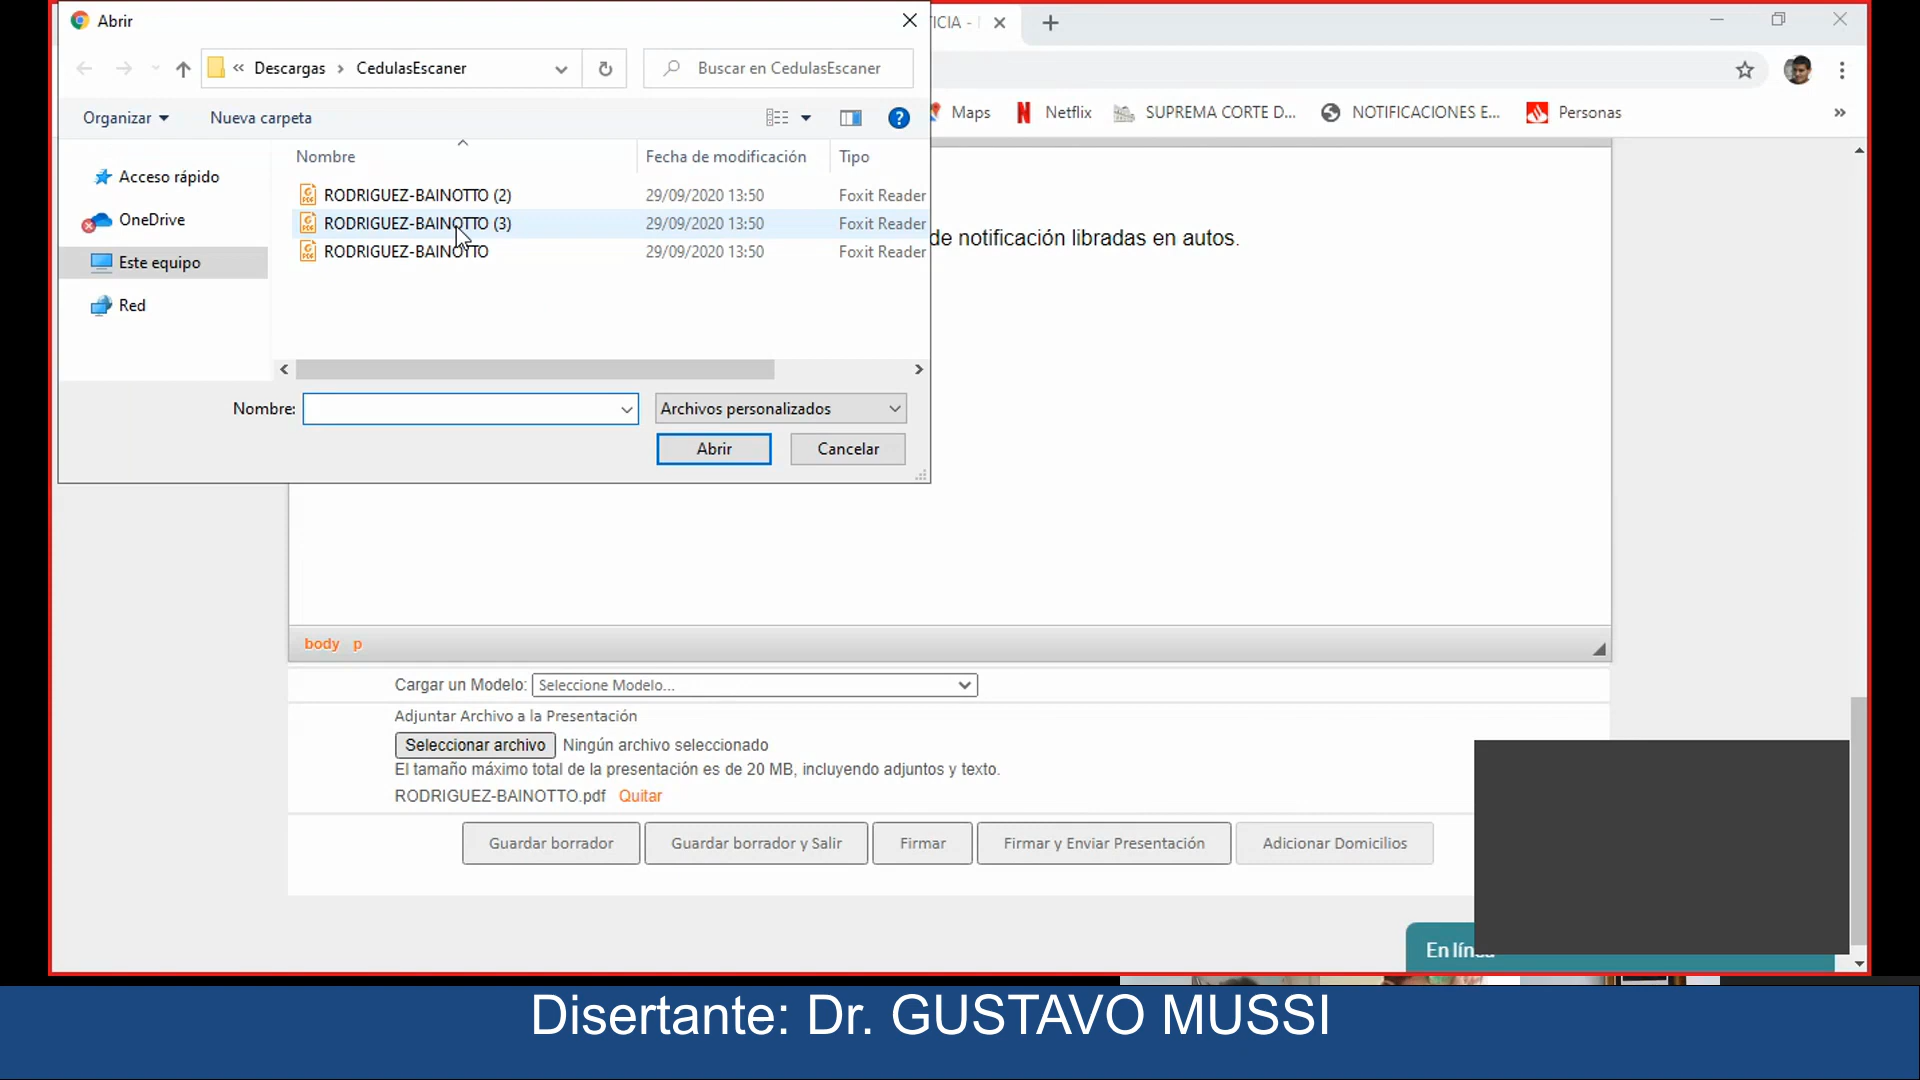 Abrir
ICIA -
« Descargas › CedulasEscaner
Buscar en CedulasEscaner
Organizar
Nueva carpeta
Maps
Netflix
SUPREMA CORTE D...
NOTIFICACIONES E...
Personas
»
Nombre
Fecha de modificación
Tipo
Acceso rápido
OneDrive
Este equipo
Red
RODRIGUEZ-BAINOTTO (2) 29/09/2020 13:50 Foxit Reader
RODRIGUEZ-BAINOTTO (3) 29/09/2020 13:50 Foxit Reader
RODRIGUEZ-BAINOTTO 29/09/2020 13:50 Foxit Reader
de notificación libradas en autos.
Nombre:
Archivos personalizados
Abrir
Cancelar
body p
Cargar un Modelo: Seleccione Modelo...
Adjuntar Archivo a la Presentación
Seleccionar archivo Ningún archivo seleccionado
El tamaño máximo total de la presentación es de 20 MB, incluyendo adjuntos y texto.
RODRIGUEZ-BAINOTTO.pdf Quitar
Guardar borrador
Guardar borrador y Salir
Firmar
Firmar y Enviar Presentación
Adicionar Domicilios
En líne
Disertante: Dr. GUSTAVO MUSSI